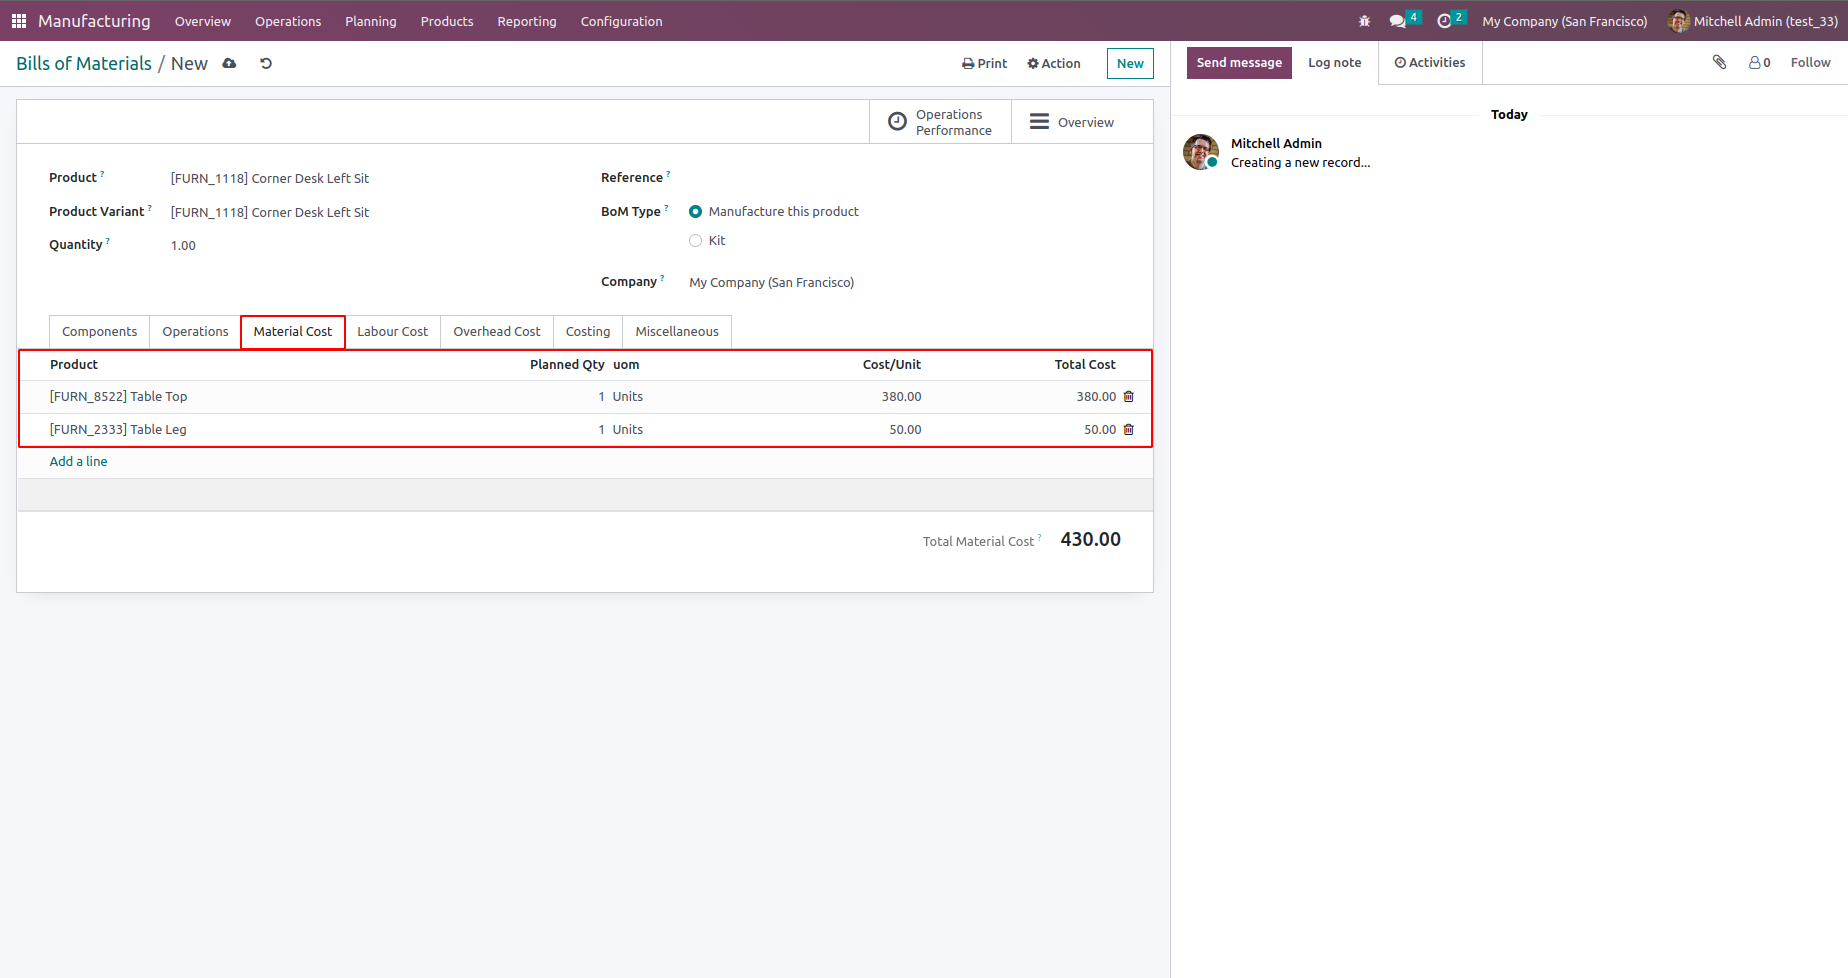 Manufacturing Overview Operations Planning Products Reporting Configuration 4 2 My Company (San Francisco) Mitchell Admin (test_33)
Bills of Materials / New Print Action New
Send message Log note Activities 0 Follow
Operations
Performance
Overview
Today
Mitchell Admin
Creating a new record...
Product ? [FURN_1118] Corner Desk Left Sit
Product Variant ? [FURN_1118] Corner Desk Left Sit
Quantity ? 1.00
Reference ?
BoM Type ? Manufacture this product
Kit
Company ? My Company (San Francisco)
Components Operations Material Cost Labour Cost Overhead Cost Costing Miscellaneous
Product Planned Qty uom Cost/Unit Total Cost
[FURN_8522] Table Top 1 Units 380.00 380.00
[FURN_2333] Table Leg 1 Units 50.00 50.00
Add a line
Total Material Cost ? 430.00